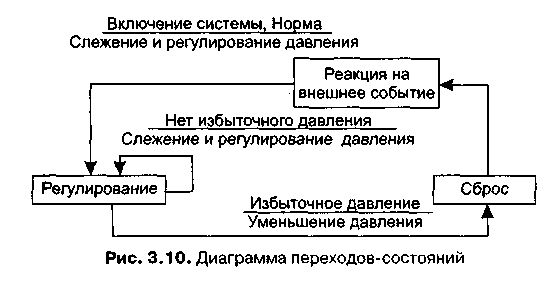 Включение системы, Норма
Слежение и регулирование давления
Реакция на
внешнее событие
Нет избыточного давления
Слежение и регулирование давления
Регулирование
Избыточное давление
Уменьшение давления
Сброс
Рис. 3.10. Диаграмма переходов-состояний